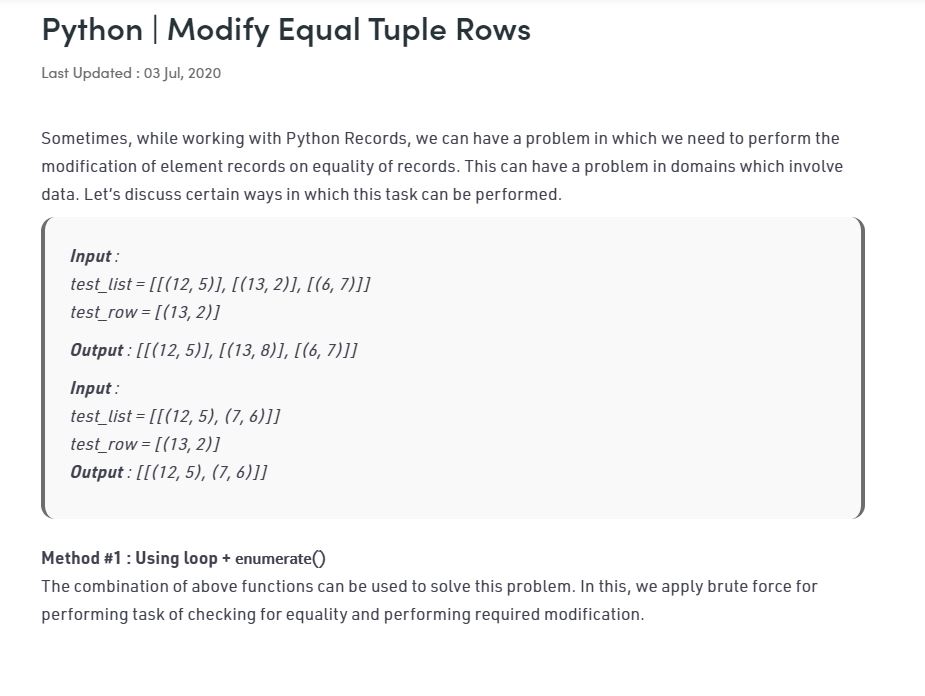 Python | Modify Equal Tuple Rows
Last Updated : 03 Jul, 2020
Sometimes, while working with Python Records, we can have a problem in which we need to perform the
modification of element records on equality of records. This can have a problem in domains which involve
data. Let’s discuss certain ways in which this task can be performed.
Input :
test_list = [[(12, 5)], [(13, 2)], [(6, 7)]]
test_row = [(13, 2)]
Output : [[(12, 5)], [(13, 8)], [(6, 7)]]
Input :
test_list = [[(12, 5), (7, 6)]]
test_row = [(13, 2)]
Output : [[(12, 5), (7, 6)]]
Method #1 : Using loop + enumerate()
The combination of above functions can be used to solve this problem. In this, we apply brute force for
performing task of checking for equality and performing required modification.